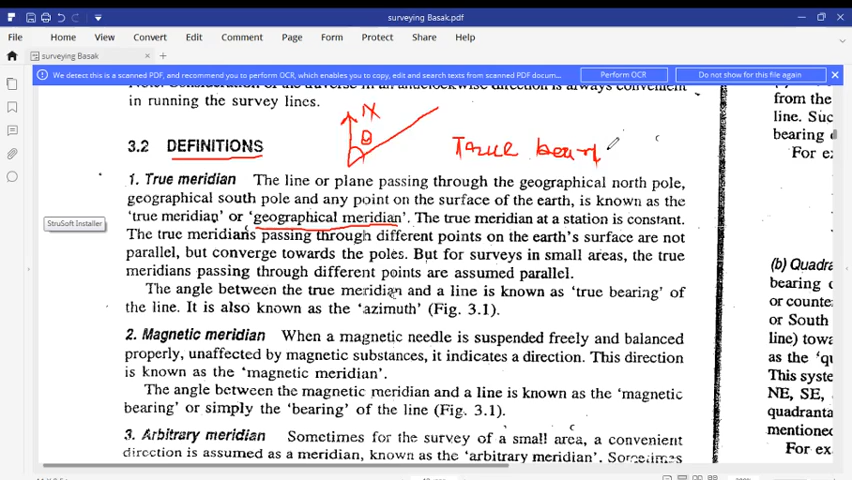 surveying Basak.pdf
File Home View Convert Edit Comment Page Form Protect Share Help
surveying Basak
We detect this is a scanned PDF, and recommend you to perform OCR, which enables you to copy, edit and search texts from scanned PDF docum... Perform OCR Do not show for this again
Note: Consideration of the traverse in an anticlockwise direction is always convenient
in running the survey lines.
N
θ
3.2 DEFINITIONS
True bear
1. True meridian The line or plane passing through the geographical north pole,
geographical south pole and any point on the surface of the earth, is known as the
'true meridian' or 'geographical meridian'. The true meridian at a station is constant.
StruSoft Installer
The true meridians passing through different points on the earth's surface are not
parallel, but converge towards the poles. But for surveys in small areas, the true
meridians passing through different points are assumed parallel.
The angle between the true meridian and a line is known as 'true bearing' of
the line. It is also known as the 'azimuth' (Fig. 3.1).
2. Magnetic meridian When a magnetic needle is suspended freely and balanced
properly, unaffected by magnetic substances, it indicates a direction. This direction
is known as the 'magnetic meridian'.
The angle between the magnetic meridian and a line is known as the 'magnetic
bearing' or simply the 'bearing' of the line (Fig. 3.1).
3. Arbitrary meridian Sometimes for the survey of a small area, a convenient
direction is assumed as a meridian, known as the 'arbitrary meridian'. Sometimes
from the
line. Suc
bearing o
For ex
(b) Quadra
bearing o
or counte
or South
line) towa
as the 'qu
This syste
NE, SE,
quadranta
mentioned
For ex